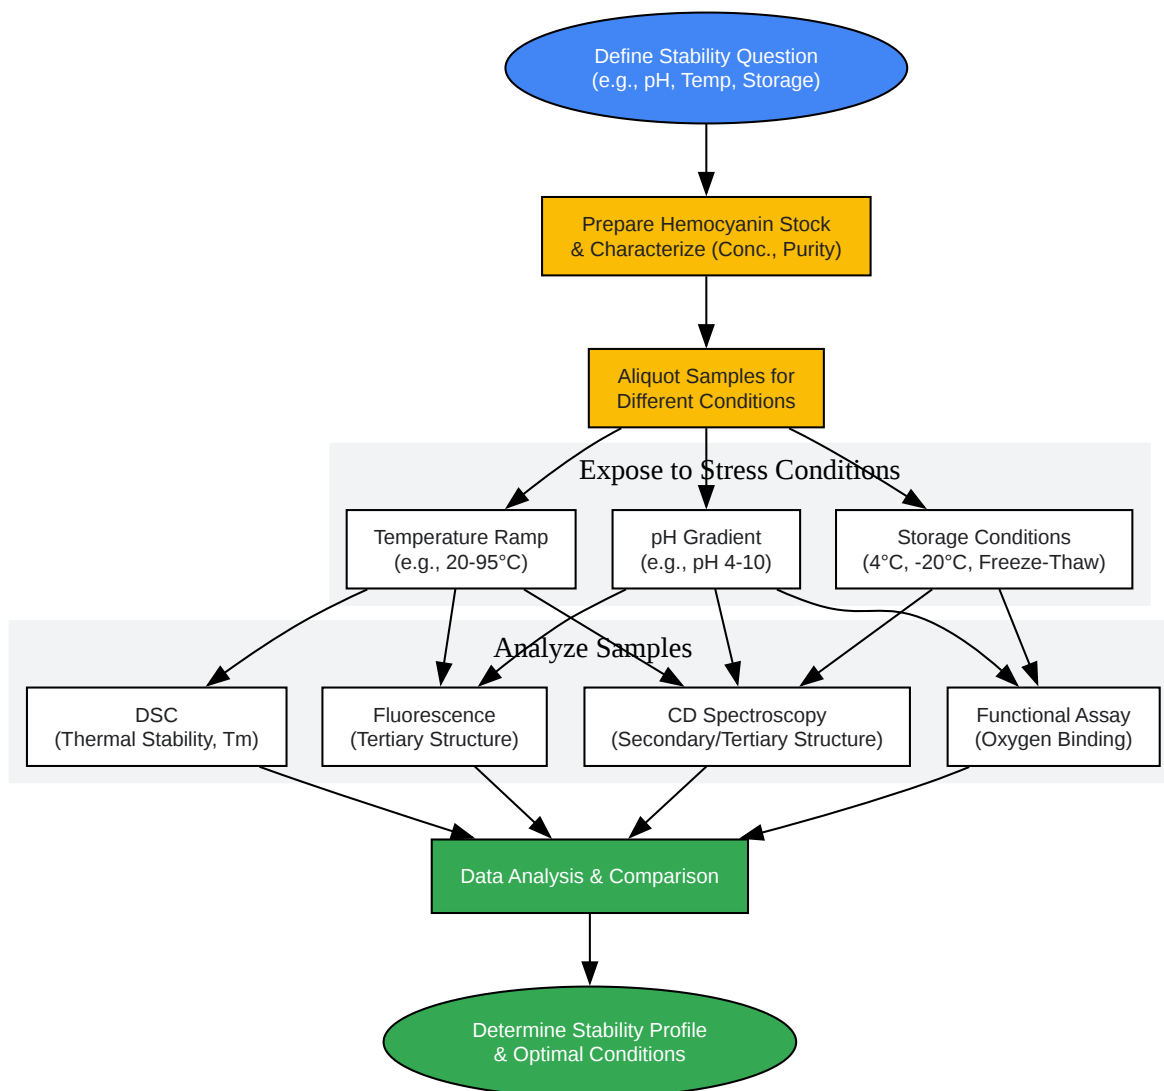 Define Stability Question
(e.g., pH, Temp, Storage)
Prepare Hemocyanin Stock
& Characterize (Conc., Purity)
Aliquot Samples for
Different Conditions
Expose to Stress Conditions
Temperature Ramp
(e.g., 20-95°C)
pH Gradient
(e.g., pH 4-10)
Storage Conditions
(4°C, -20°C, Freeze-Thaw)
Analyze Samples
DSC
(Thermal Stability, Tm)
Fluorescence
(Tertiary Structure)
CD Spectroscopy
(Secondary/Tertiary Structure)
Functional Assay
(Oxygen Binding)
Data Analysis & Comparison
Determine Stability Profile
& Optimal Conditions